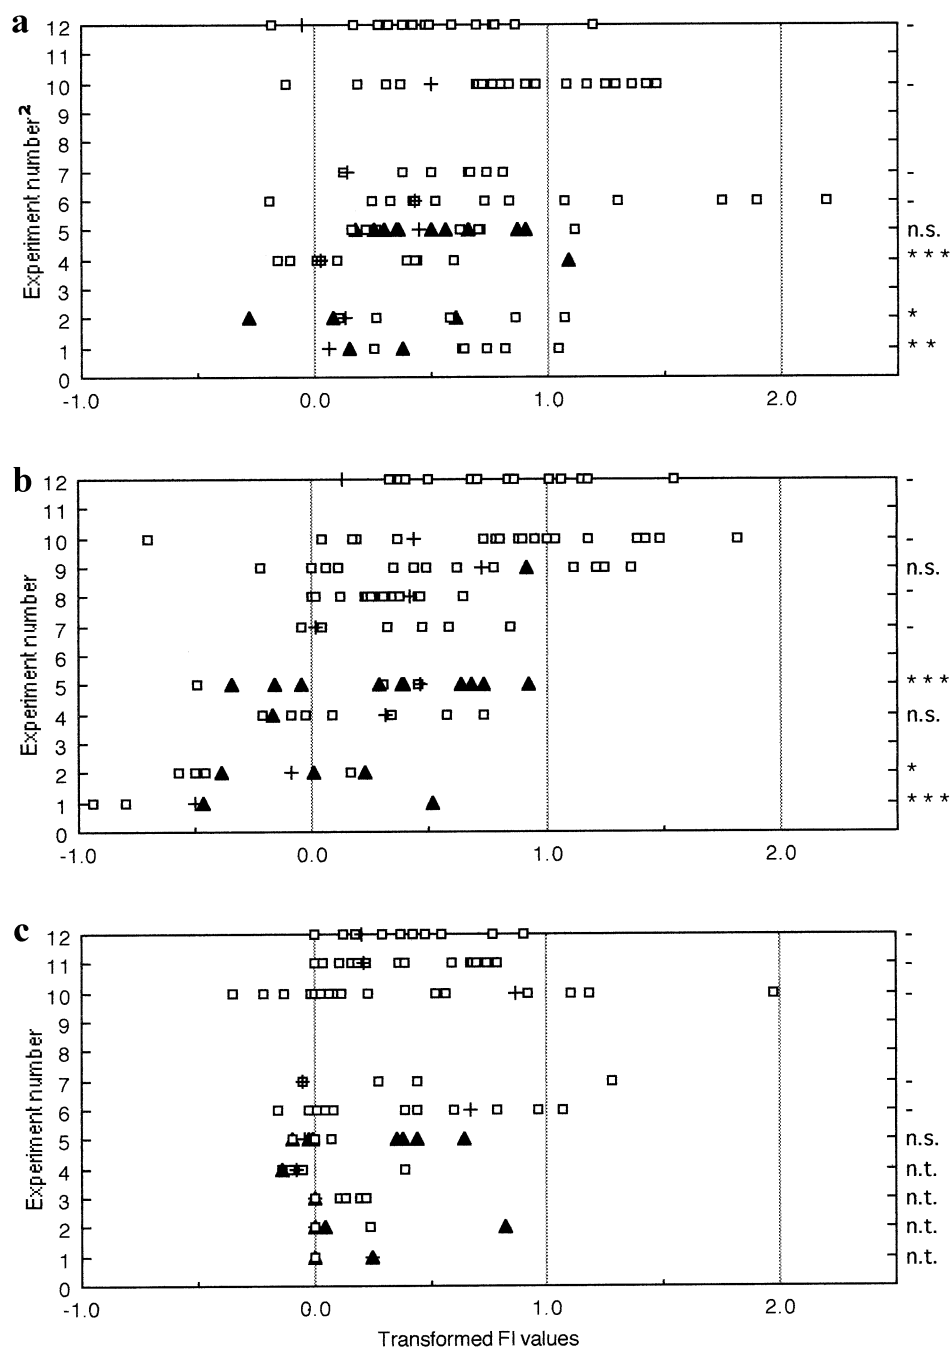 a
12 -
11
10 -
9
8
7 -
6 -
5 n.s.
4 ***
3
2 *
1 **
0
Experiment number²
-1.0 0.0 1.0 2.0
b
12 -
11
10 -
9 n.s.
8 -
7 -
6
5 ***
4 n.s.
3
2 *
1 ***
0
Experiment number
-1.0 0.0 1.0 2.0
c
12 -
11 -
10 -
9
8
7 -
6 -
5 n.s.
4 n.t.
3 n.t.
2 n.t.
1 n.t.
0
Experiment number
-1.0 0.0 1.0 2.0
Transformed FI values